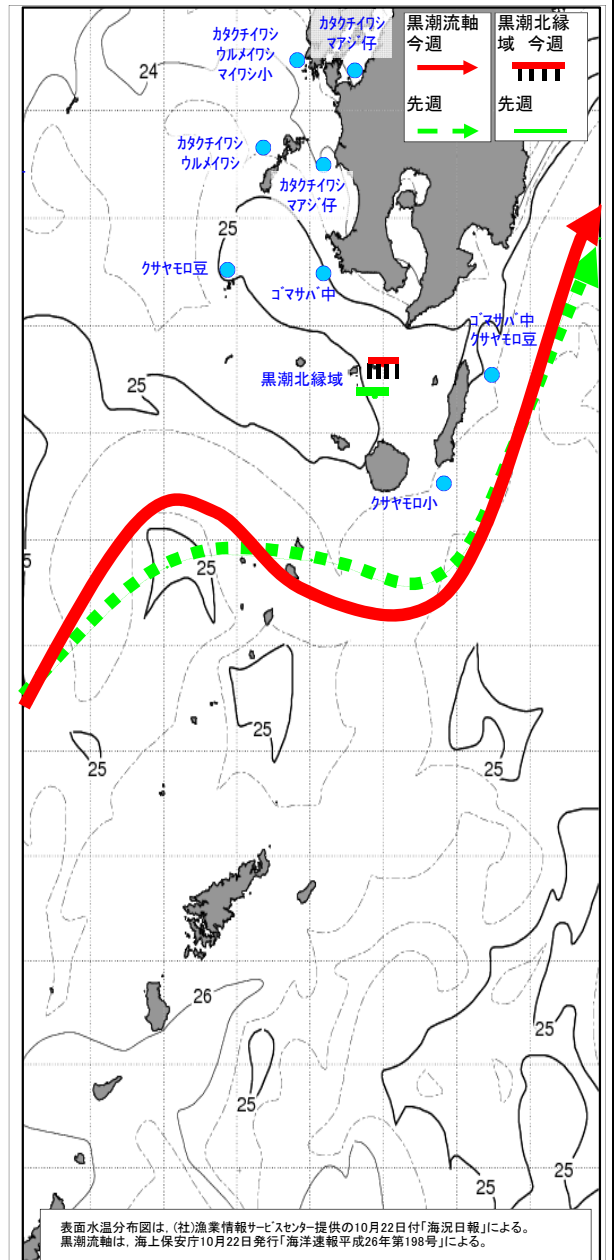 カタクチイワシ
ウルメイワシ
マイワシ小
カタクチイワシ
マアジ仔
黒潮流軸
今週
先週
黒潮北縁
域 今週
先週
24
カタクチイワシ
ウルメイワシ
カタクチイワシ
マアジ仔
25
クサヤモロ豆
ゴマサバ中
ゴマサバ中
クサヤモロ豆
25
黒潮北縁域
クサヤモロ小
5
25
25
25
25
26
25
25
25
25
表面水温分布図は、(社)漁業情報サービスセンター提供の10月22日付「海況日報」による。
黒潮流軸は、海上保安庁10月22日発行「海洋速報平成26年第198号」による。